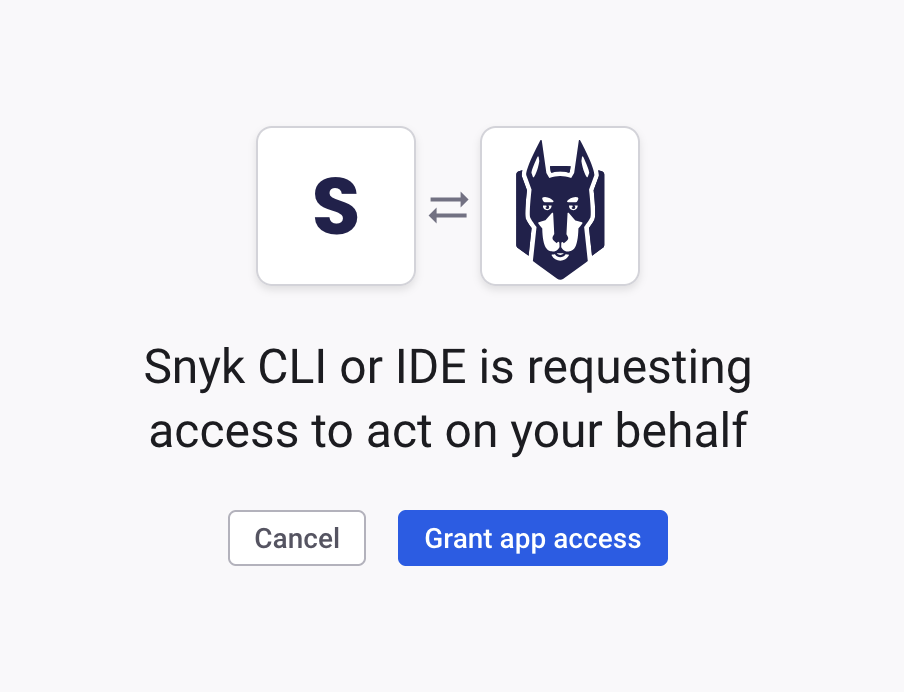 S
Snyk CLI or IDE is requesting
access to act on your behalf
Cancel
Grant app access